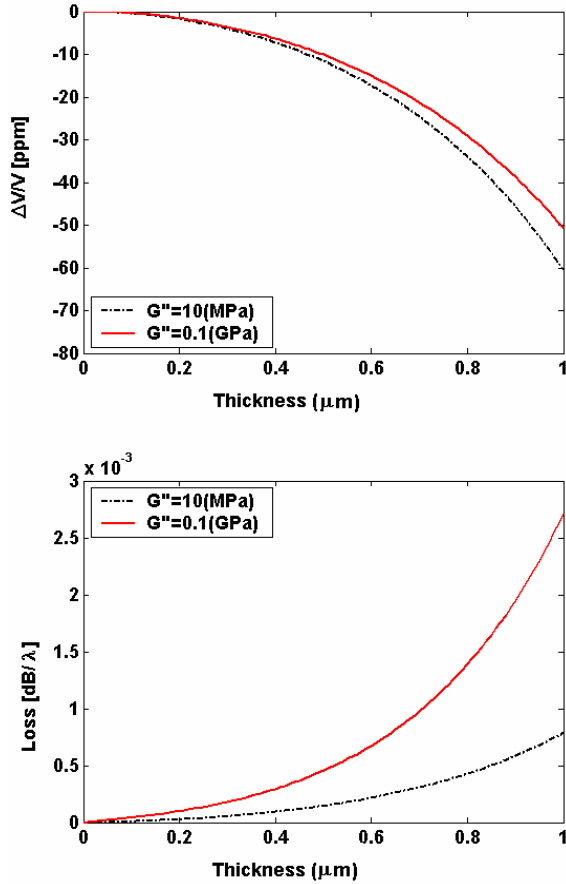 0
-10
-20
-30
-40
-50
-60
-70
-80
ΔV/V [ppm]
G"=10(MPa)
G"=0.1(GPa)
0 0.2 0.4 0.6 0.8 1
Thickness (μm)
x 10⁻³
3
2.5
2
1.5
1
0.5
0
Loss [dB/ λ]
G"=10(MPa)
G"=0.1(GPa)
0 0.2 0.4 0.6 0.8 1
Thickness (μm)